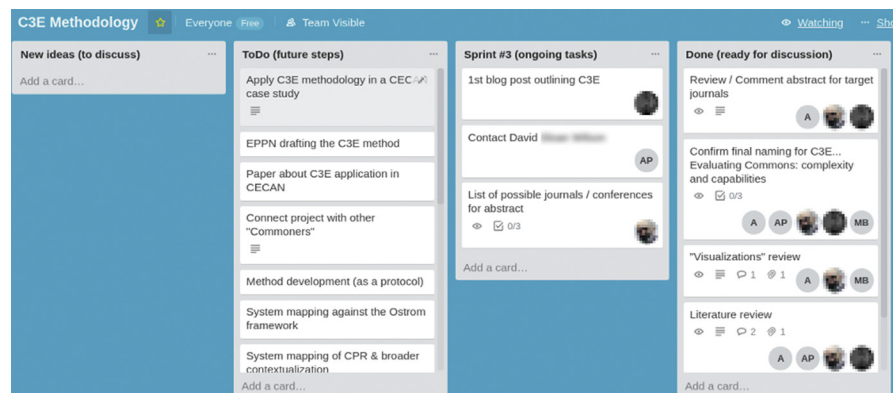 C3E Methodology
Everyone Free
Team Visible
Watching
... Sho
New ideas (to discuss) ...
Add a card...
ToDo (future steps) ...
Apply C3E methodology in a CECAN
case study
EPPN drafting the C3E method
Paper about C3E application in
CECAN
Connect project with other
"Commoners"
Method development (as a protocol)
System mapping against the Ostrom
framework
System mapping of CPR & broader
contextualization
Add a card...
Sprint #3 (ongoing tasks) ...
1st blog post outlining C3E
Contact David
AP
List of possible journals / conferences
for abstract
0/3
Add a card...
Done (ready for discussion) ...
Review / Comment abstract for target
journals
A
Confirm final naming for C3E...
Evaluating Commons: complexity
and capabilities
0/3
A AP MB
"Visualizations" review
1 1 A MB
Literature review
2 1
A AP
Add a card...